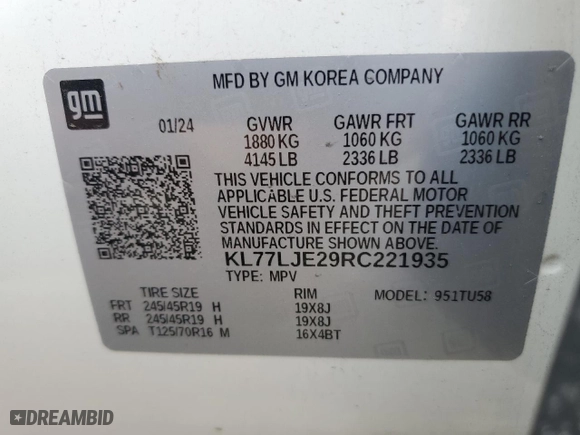 MFD BY GM KOREA COMPANY
gm
01/24 GVWR GAWR FRT GAWR RR
1880 KG 1060 KG 1060 KG
4145 LB 2336 LB 2336 LB
THIS VEHICLE CONFORMS TO ALL
APPLICABLE U.S. FEDERAL MOTOR
VEHICLE SAFETY AND THEFT PREVENTION
STANDARDS IN EFFECT ON THE DATE OF
MANUFACTURE SHOWN ABOVE.
KL77LJE29RC221935
TYPE: MPV
TIRE SIZE RIM MODEL: 951TU58
FRT 245/45R19 H 19X8J
RR 245/45R19 H 19X8J
SPA T125/70R16 M 16X4BT
DREAMBID